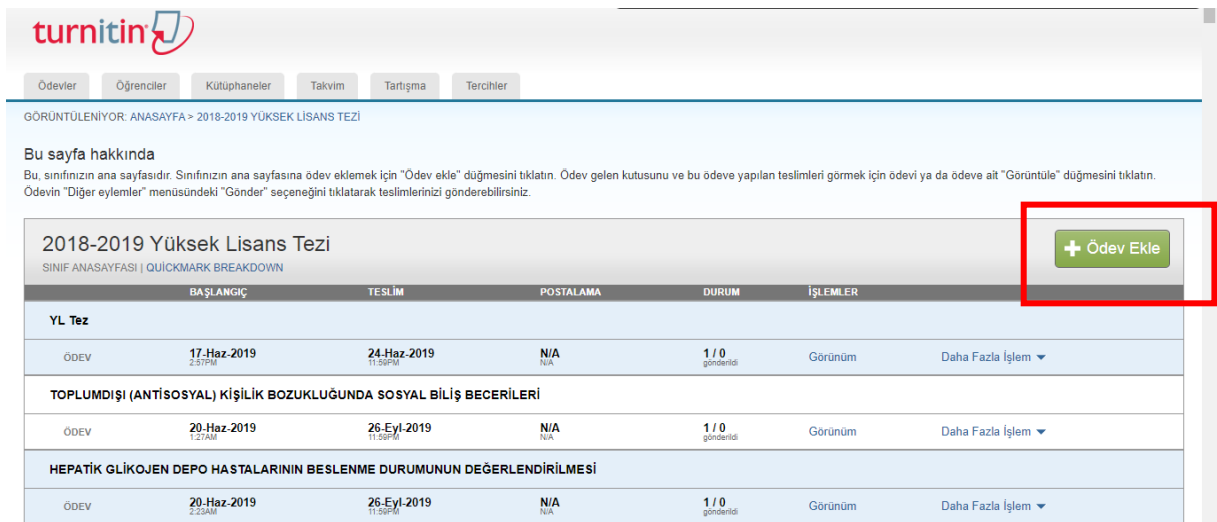 turnitin
Ödevler Öğrenciler Kütüphaneler Takvim Tartışma Tercihler
GÖRÜNTÜLENİYOR: ANASAYFA > 2018-2019 YÜKSEK LİSANS TEZİ
Bu sayfa hakkında
Bu, sınıfınızın ana sayfasıdır. Sınıfınızın ana sayfasına ödev eklemek için "Ödev ekle" düğmesini tıklatın. Ödev gelen kutusunu ve bu ödeve yapılan teslimleri görmek için ödevi ya da ödeve ait "Görüntüle" düğmesini tıklatın.
Ödevin "Diğer eylemler" menüsündeki "Gönder" seçeneğini tıklatarak teslimlerinizi gönderebilirsiniz.
2018-2019 Yüksek Lisans Tezi
+ Ödev Ekle
SINIF ANASAYFASI | QUİCKMARK BREAKDOWN
BAŞLANGIÇ TESLİM POSTALAMA DURUM İŞLEMLER
YL Tez
ÖDEV 17-Haz-2019 24-Haz-2019 N/A 1 / 0 Görünüm Daha Fazla İşlem
2:57PM 11:59PM N/A gönderildi
TOPLUMDIŞI (ANTİSOSYAL) KİŞİLİK BOZUKLUĞUNDA SOSYAL BİLİŞ BECERİLERİ
ÖDEV 20-Haz-2019 26-Eyl-2019 N/A 1 / 0 Görünüm Daha Fazla İşlem
1:27AM 11:59PM N/A gönderildi
HEPATİK GLİKOJEN DEPO HASTALARININ BESLENME DURUMUNUN DEĞERLENDİRİLMESİ
ÖDEV 20-Haz-2019 26-Eyl-2019 N/A 1 / 0 Görünüm Daha Fazla İşlem
2:23AM 11:59PM N/A gönderildi